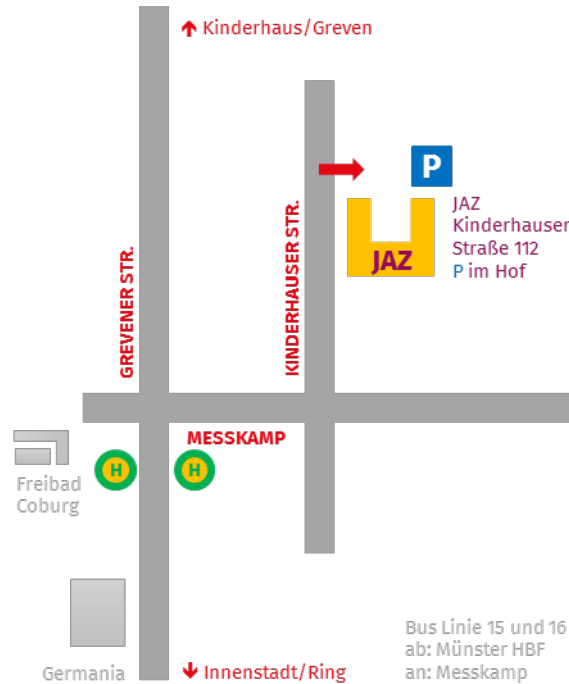 ↑ Kinderhaus/Greven
P
JAZ
Kinderhauser
Straße 112
P im Hof
JAZ
GREVENER STR.
KINDERHAUSER STR.
MESSKAMP
H
H
Freibad
Coburg
Germania
↓ Innenstadt/Ring
Bus Linie 15 und 16
ab: Münster HBF
an: Messkamp